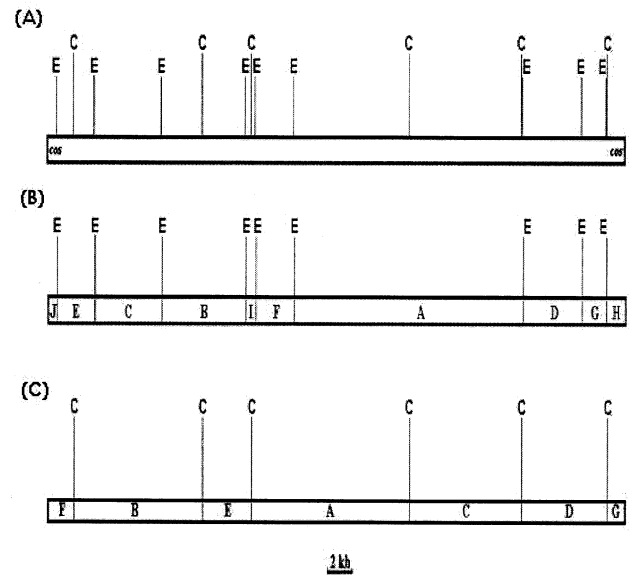 (A)
C C C C C C
E E E E E E E E E
cos cos
(B)
E E E E E E E E E
J E C B I F A D G H
(C)
C C C C C C
F B E A C D G
2 kb